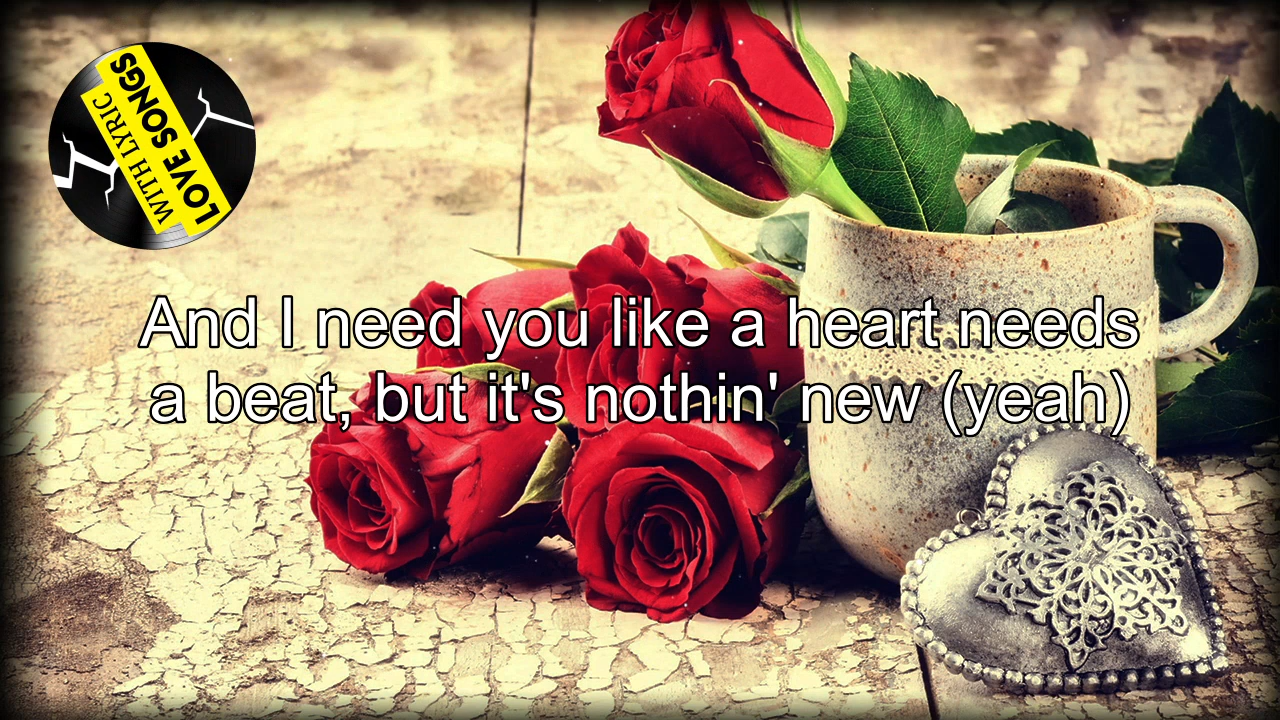 LOVE SONGS
WITH LYRIC
And I need you like a heart needs
a beat, but it's nothin' new (yeah)